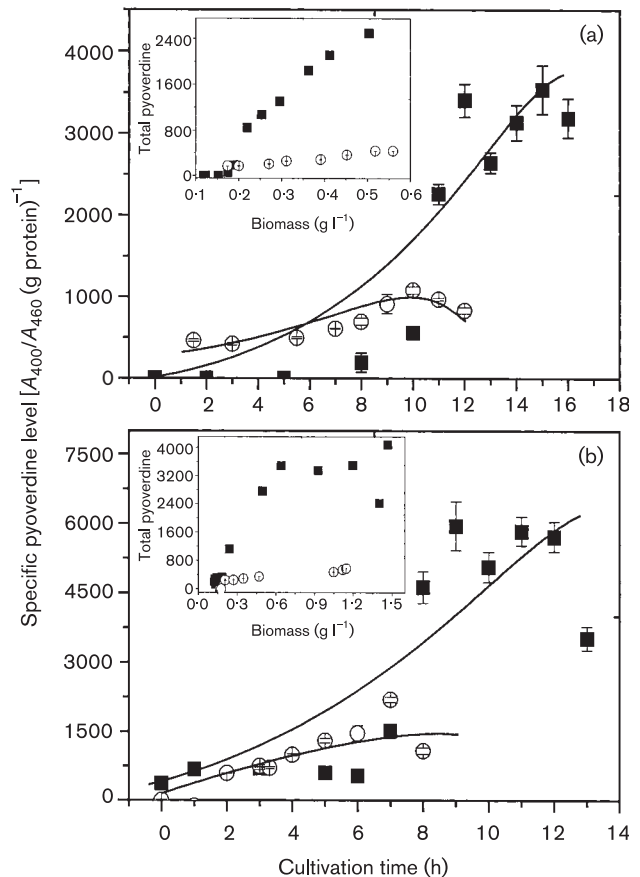 (a)
Specific pyoverdine level [A400/A460 (g protein)−1]
4000
3000
2000
1000
0
0 2 4 6 8 10 12 14 16 18
Total pyoverdine
2400
1600
800
0
0·1 0·2 0·3 0·4 0·5 0·6
Biomass (g l−1)
(b)
7500
6000
4500
3000
1500
0
0 2 4 6 8 10 12 14
Total pyoverdine
4000
3200
2400
1600
800
0
0·0 0·3 0·6 0·9 1·2 1·5
Biomass (g l−1)
Cultivation time (h)